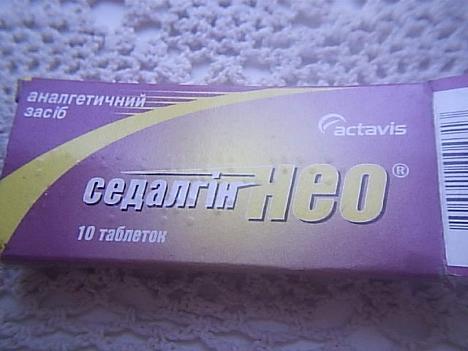 аналгетичний
засіб
actavis
седалгін НЕО®
10 таблеток